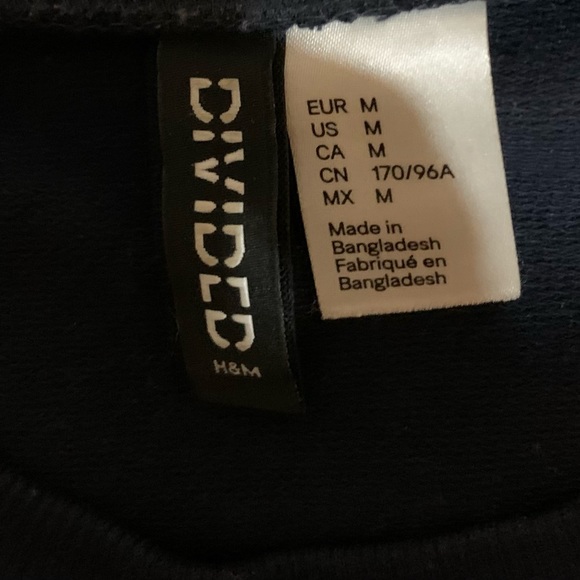 DIVIDED
H&M
EUR M
US M
CA M
CN 170/96A
MX M
Made in
Bangladesh
Fabriqué en
Bangladesh